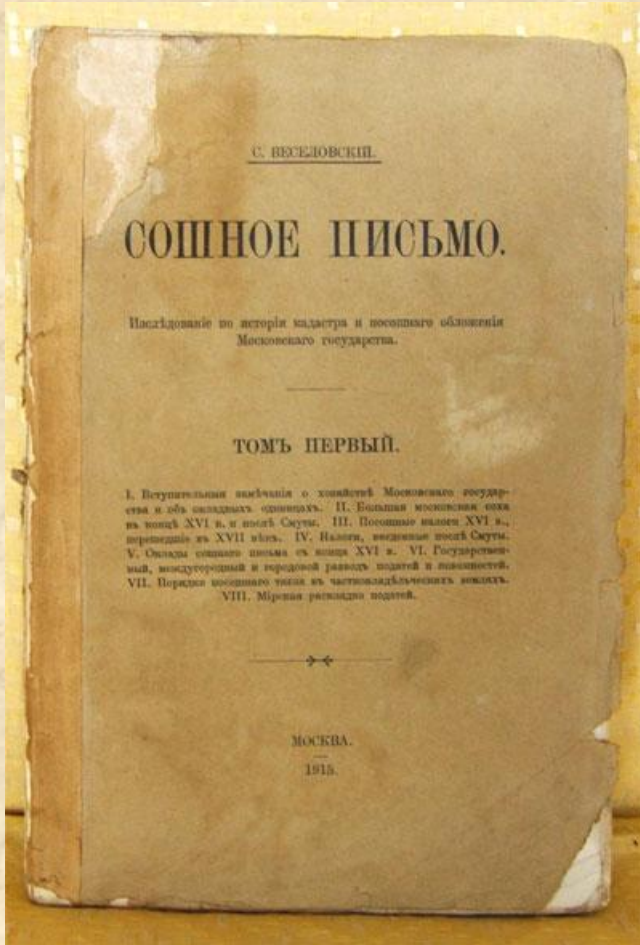 С. ВЕСЕЛОВСКІЙ.
СОШНОЕ ПИСЬМО.
Изслѣдованіе по исторіи кадастра и посошнаго обложенія
Московскаго государства.
ТОМЪ ПЕРВЫЙ.
I. Вступительныя замѣчанія о хозяйствѣ Московскаго государ-
ства и объ окладныхъ единицахъ. II. Большая московская соха
въ концѣ XVI в. и послѣ Смуты. III. Посошные налоги XVI в.,
перешедшіе въ XVII вѣкъ. IV. Налоги, введенные послѣ Смуты.
V. Оклады сошнаго письма съ конца XVI в. VI. Государствен-
ный, междугородный и городовой разводъ податей и повинностей.
VII. Порядки посошнаго тягла въ частновладѣльческихъ земляхъ.
VIII. Мірская раскладка податей.
МОСКВА.
1915.